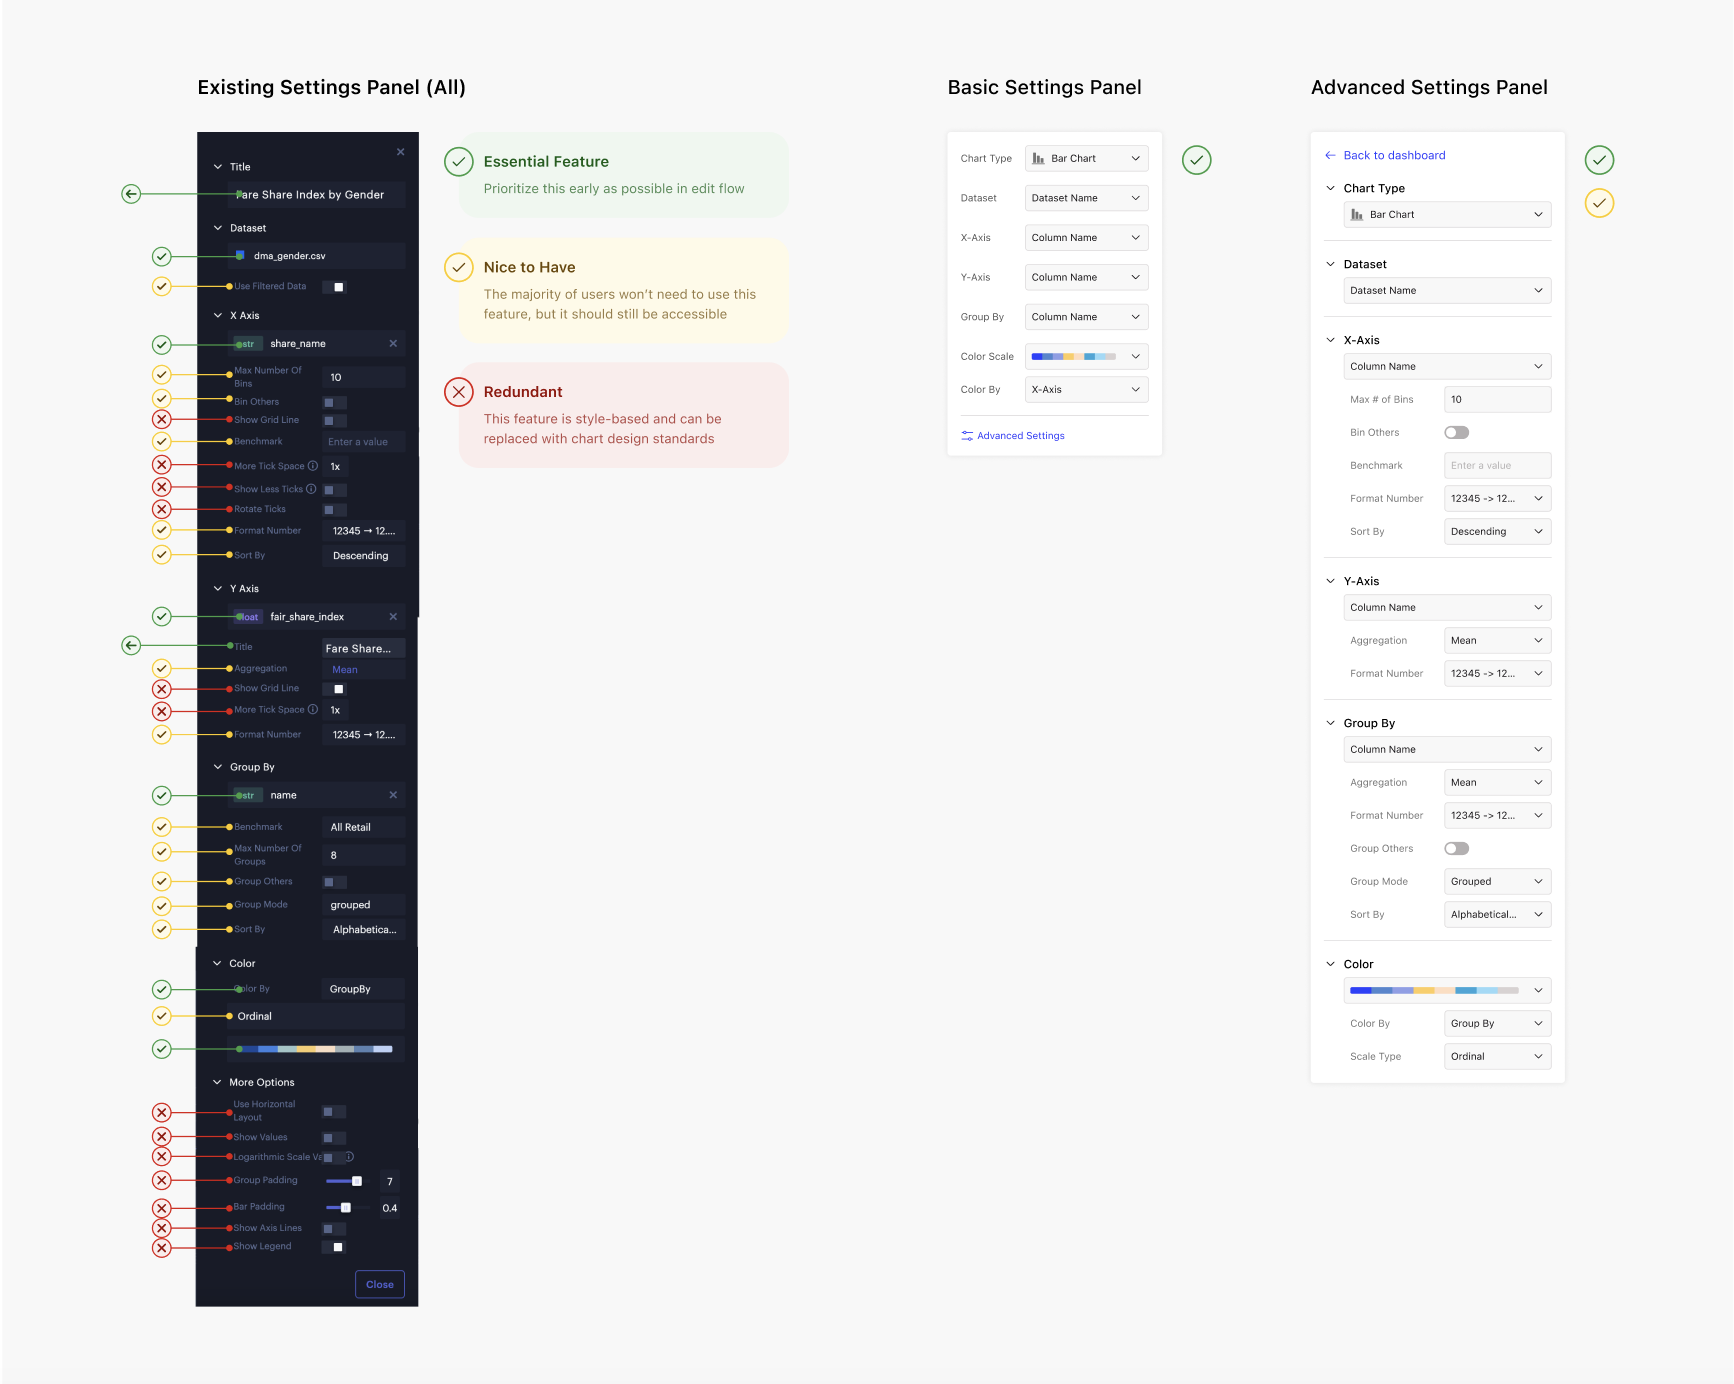 Existing Settings Panel (All)
Title
Fare Share Index by Gender
Dataset
dma_gender.csv
Use Filtered Data
X Axis
str share_name
Max Number Of
Bins
10
Bin Others
Show Grid Line
Benchmark Enter a value
More Tick Space 1x
Show Less Ticks
Rotate Ticks
Format Number 12345 → 12....
Sort By Descending
Y Axis
float fair_share_index
Title Fare Share...
Aggregation Mean
Show Grid Line
More Tick Space 1x
Format Number 12345 → 12....
Group By
str name
Benchmark All Retail
Max Number Of
Groups
8
Group Others
Group Mode grouped
Sort By Alphabetica...
Color
Color By GroupBy
Ordinal
More Options
Use Horizontal
Layout
Show Values
Logarithmic Scale Va
Group Padding 7
Bar Padding 0.4
Show Axis Lines
Show Legend
Close
Essential Feature
Prioritize this early as possible in edit flow
Nice to Have
The majority of users won't need to use this
feature, but it should still be accessible
Redundant
This feature is style-based and can be
replaced with chart design standards
Basic Settings Panel
Chart Type Bar Chart
Dataset Dataset Name
X-Axis Column Name
Y-Axis Column Name
Group By Column Name
Color Scale
Color By X-Axis
Advanced Settings
Advanced Settings Panel
Back to dashboard
Chart Type
Bar Chart
Dataset
Dataset Name
X-Axis
Column Name
Max # of Bins 10
Bin Others
Benchmark Enter a value
Format Number 12345 -> 12...
Sort By Descending
Y-Axis
Column Name
Aggregation Mean
Format Number 12345 -> 12...
Group By
Column Name
Aggregation Mean
Format Number 12345 -> 12...
Group Others
Group Mode Grouped
Sort By Alphabetical...
Color
Color By Group By
Scale Type Ordinal